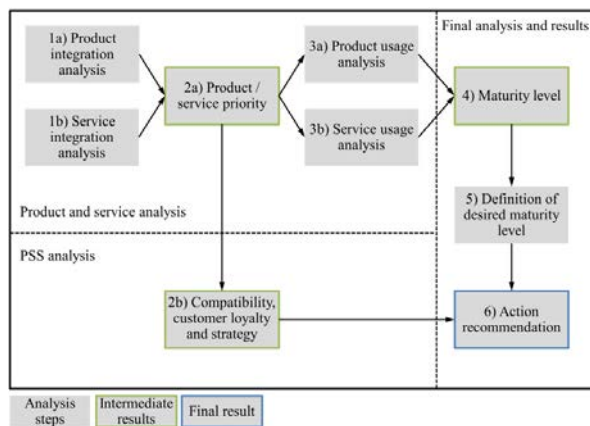 Final analysis and results
1a) Product
integration
analysis
3a) Product usage
analysis
2a) Product /
service priority
4) Maturity level
1b) Service
integration
analysis
3b) Service usage
analysis
5) Definition of
desired maturity
level
Product and service analysis
PSS analysis
2b) Compatibility,
customer loyalty
and strategy
6) Action
recommendation
Analysis
steps
Intermediate
results
Final result